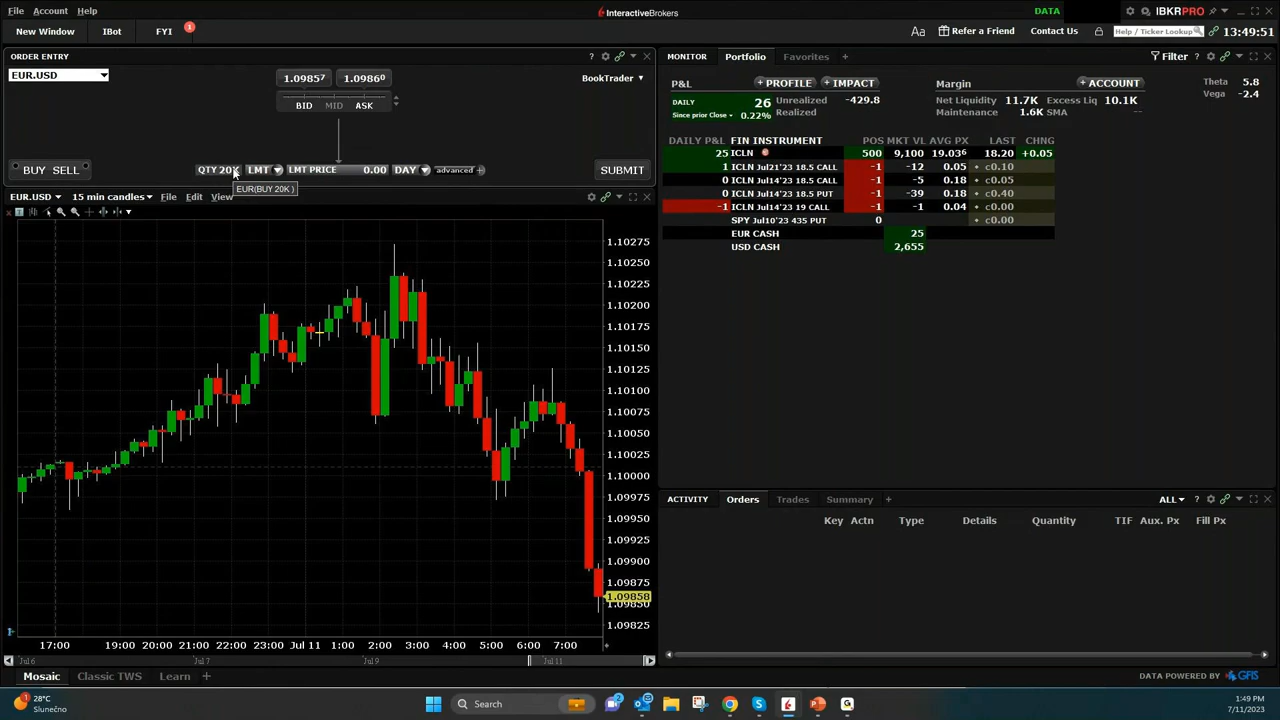 File Account Help
InteractiveBrokers
DATA
IBKRPRO
New Window IBot FYI 1
Aa Refer a Friend Contact Us Help / Ticker Lookup 13:49:51
ORDER ENTRY
EUR.USD
1.09857 1.09860
BID MID ASK
BookTrader
BUY SELL
QTY 20K LMT LMT PRICE 0.00 DAY advanced
SUBMIT
EUR(BUY 20K )
EUR.USD 15 min candles File Edit View
1.10275
1.10250
1.10225
1.10200
1.10175
1.10150
1.10125
1.10100
1.10075
1.10050
1.10025
1.10000
1.09975
1.09950
1.09925
1.09900
1.09875
1.09858
1.09850
1.09825
17:00 19:00 20:00 21:00 22:00 23:00 Jul 11 1:00 2:00 3:00 4:00 5:00 6:00 7:00
Jul6 Jul7 Jul9 Jul11
MONITOR Portfolio Favorites +
Filter
P&L + PROFILE + IMPACT
Margin + ACCOUNT
Theta 5.8
Vega -2.4
DAILY 26
Since prior Close 0.22%
Unrealized -429.8
Realized
Net Liquidity 11.7K Excess Liq 10.1K
Maintenance 1.6K SMA --
DAILY P&L FIN INSTRUMENT POS MKT VL AVG PX LAST CHNG
25 ICLN 500 9,100 19.036 18.20 +0.05
1 ICLN Jul21'23 18.5 CALL -1 -12 0.05 c0.10
0 ICLN Jul14'23 18.5 CALL -1 -5 0.18 c0.05
0 ICLN Jul14'23 18.5 PUT -1 -39 0.18 c0.40
-1 ICLN Jul14'23 19 CALL -1 -1 0.04 c0.00
SPY Jul10'23 435 PUT 0 c0.00
EUR CASH 25
USD CASH 2,655
ACTIVITY Orders Trades Summary +
ALL
Key Actn Type Details Quantity TIF Aux. Px Fill Px
Mosaic Classic TWS Learn +
DATA POWERED BY GFIS
1
28°C
Slunečno
Search
2
1:49 PM
7/11/2023